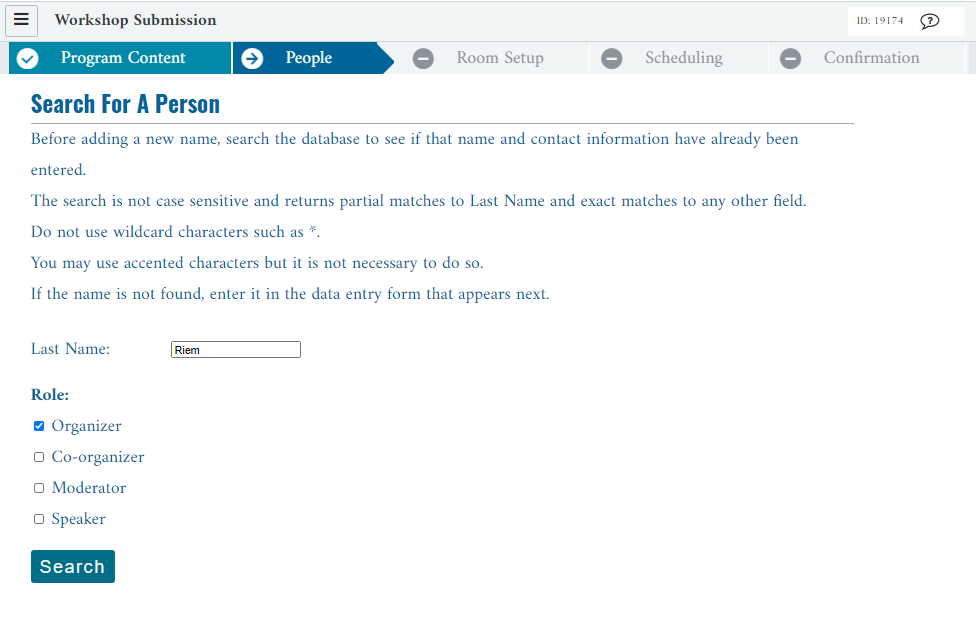 Workshop Submission
ID: 19174
Program Content
People
Room Setup
Scheduling
Confirmation
Search For A Person
Before adding a new name, search the database to see if that name and contact information have already been
entered.
The search is not case sensitive and returns partial matches to Last Name and exact matches to any other field.
Do not use wildcard characters such as *.
You may use accented characters but it is not necessary to do so.
If the name is not found, enter it in the data entry form that appears next.
Last Name:
Riem
Role:
Organizer
Co-organizer
Moderator
Speaker
Search